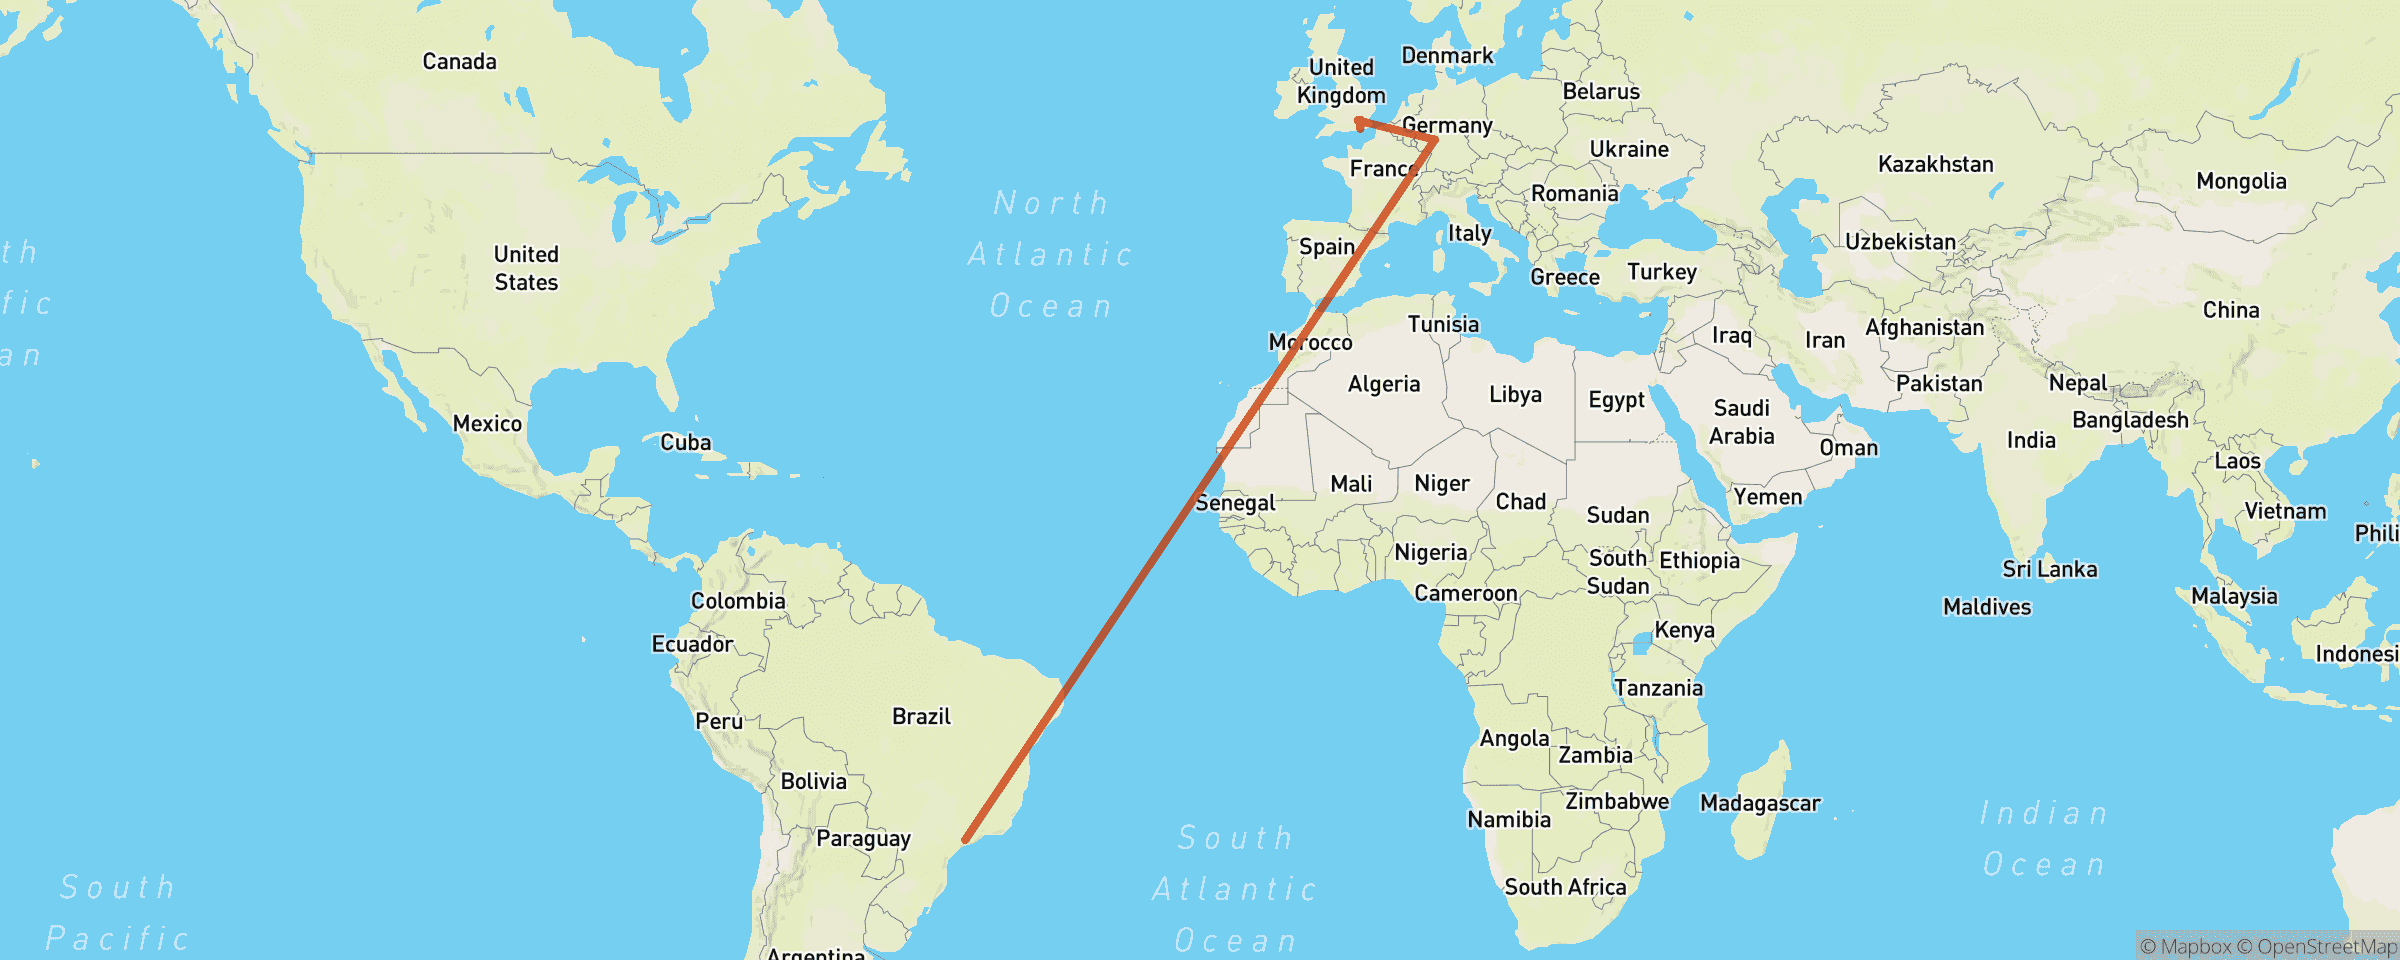 Canada
United
States
Mexico
Cuba
Colombia
Ecuador
Peru
Brazil
Bolivia
Paraguay
Argentina
North
Atlantic
Ocean
South
Pacific
South
Atlantic
Ocean
United
Kingdom
Denmark
Germany
France
Spain
Italy
Belarus
Ukraine
Romania
Greece
Turkey
Morocco
Algeria
Tunisia
Libya
Egypt
Senegal
Mali
Niger
Chad
Sudan
Nigeria
Cameroon
South
Sudan
Ethiopia
Kenya
Tanzania
Angola
Zambia
Zimbabwe
Namibia
South Africa
Madagascar
Iraq
Iran
Saudi
Arabia
Yemen
Oman
Kazakhstan
Uzbekistan
Afghanistan
Pakistan
Mongolia
China
Nepal
Bangladesh
India
Sri Lanka
Maldives
Laos
Vietnam
Phili
Malaysia
Indonesi
Indian
Ocean
th
fic
an
© Mapbox © OpenStreetMap